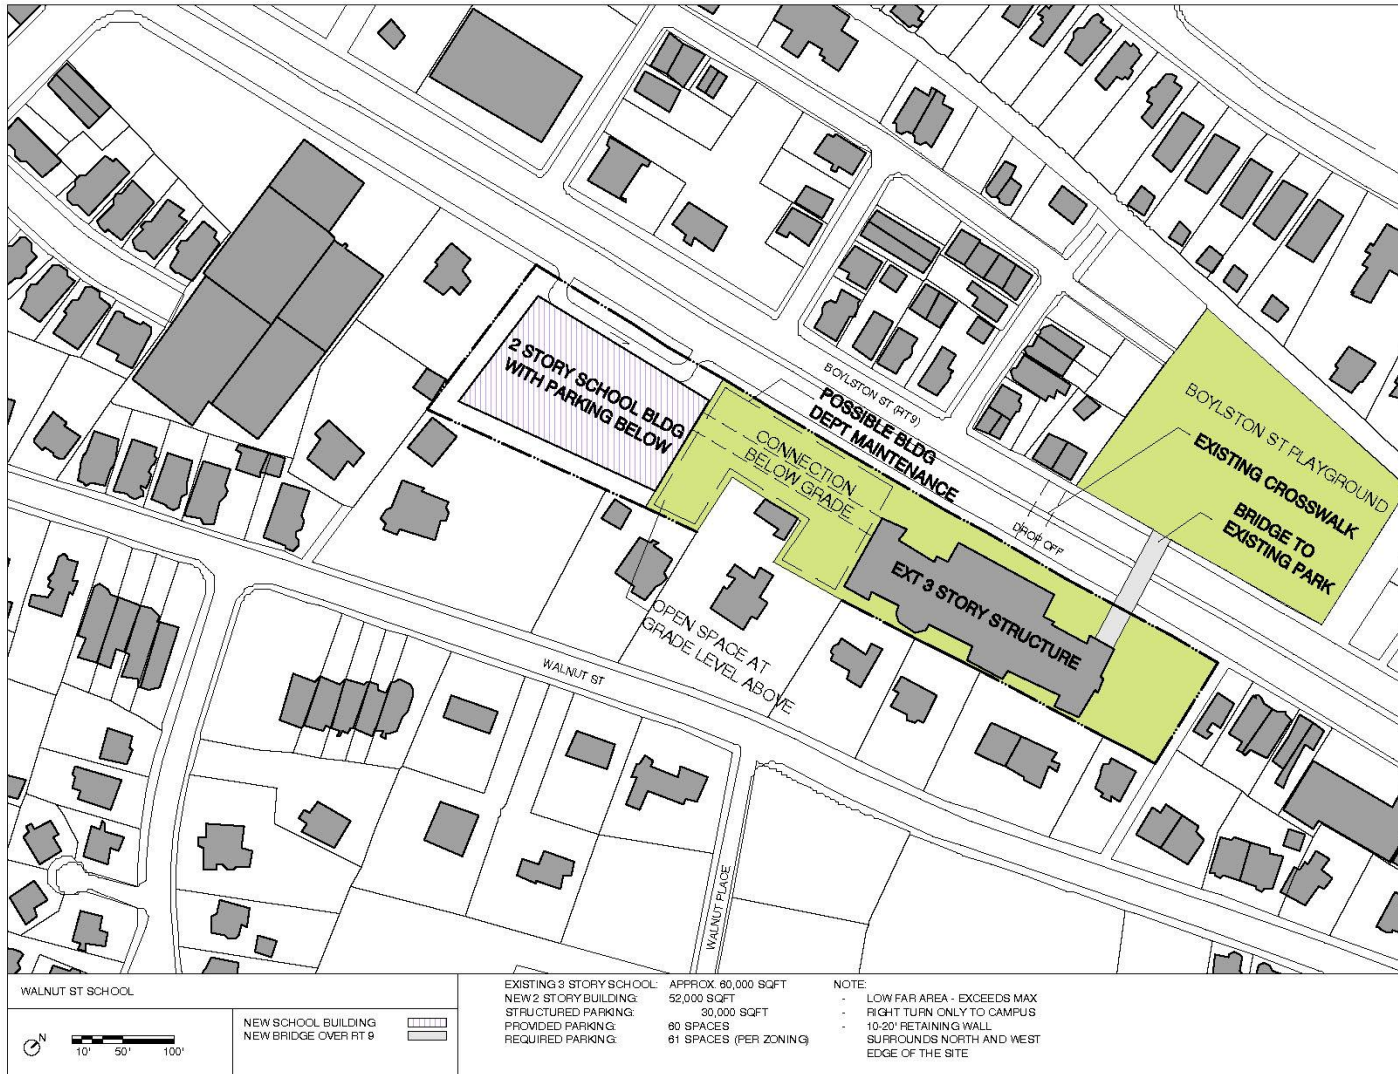 2 STORY SCHOOL BLDG
WITH PARKING BELOW
BOYLSTON ST (RT 9)
POSSIBLE BLDG
DEPT MAINTENANCE
CONNECTION
BELOW GRADE
BOYLSTON ST PLAYGROUND
EXISTING CROSSWALK
BRIDGE TO
EXISTING PARK
DROP OFF
EXT 3 STORY STRUCTURE
OPEN SPACE AT
GRADE LEVEL ABOVE
WALNUT ST
WALNUT PLACE
WALNUT ST SCHOOL
N
10' 50' 100'
NEW SCHOOL BUILDING
NEW BRIDGE OVER RT 9
EXISTING 3 STORY SCHOOL: APPROX. 60,000 SQFT
NEW 2 STORY BUILDING: 52,000 SQFT
STRUCTURED PARKING: 30,000 SQFT
PROVIDED PARKING: 60 SPACES
REQUIRED PARKING: 61 SPACES (PER ZONING)
NOTE:
- LOW FAR AREA - EXCEEDS MAX
- RIGHT TURN ONLY TO CAMPUS
- 10-20' RETAINING WALL
SURROUNDS NORTH AND WEST
EDGE OF THE SITE